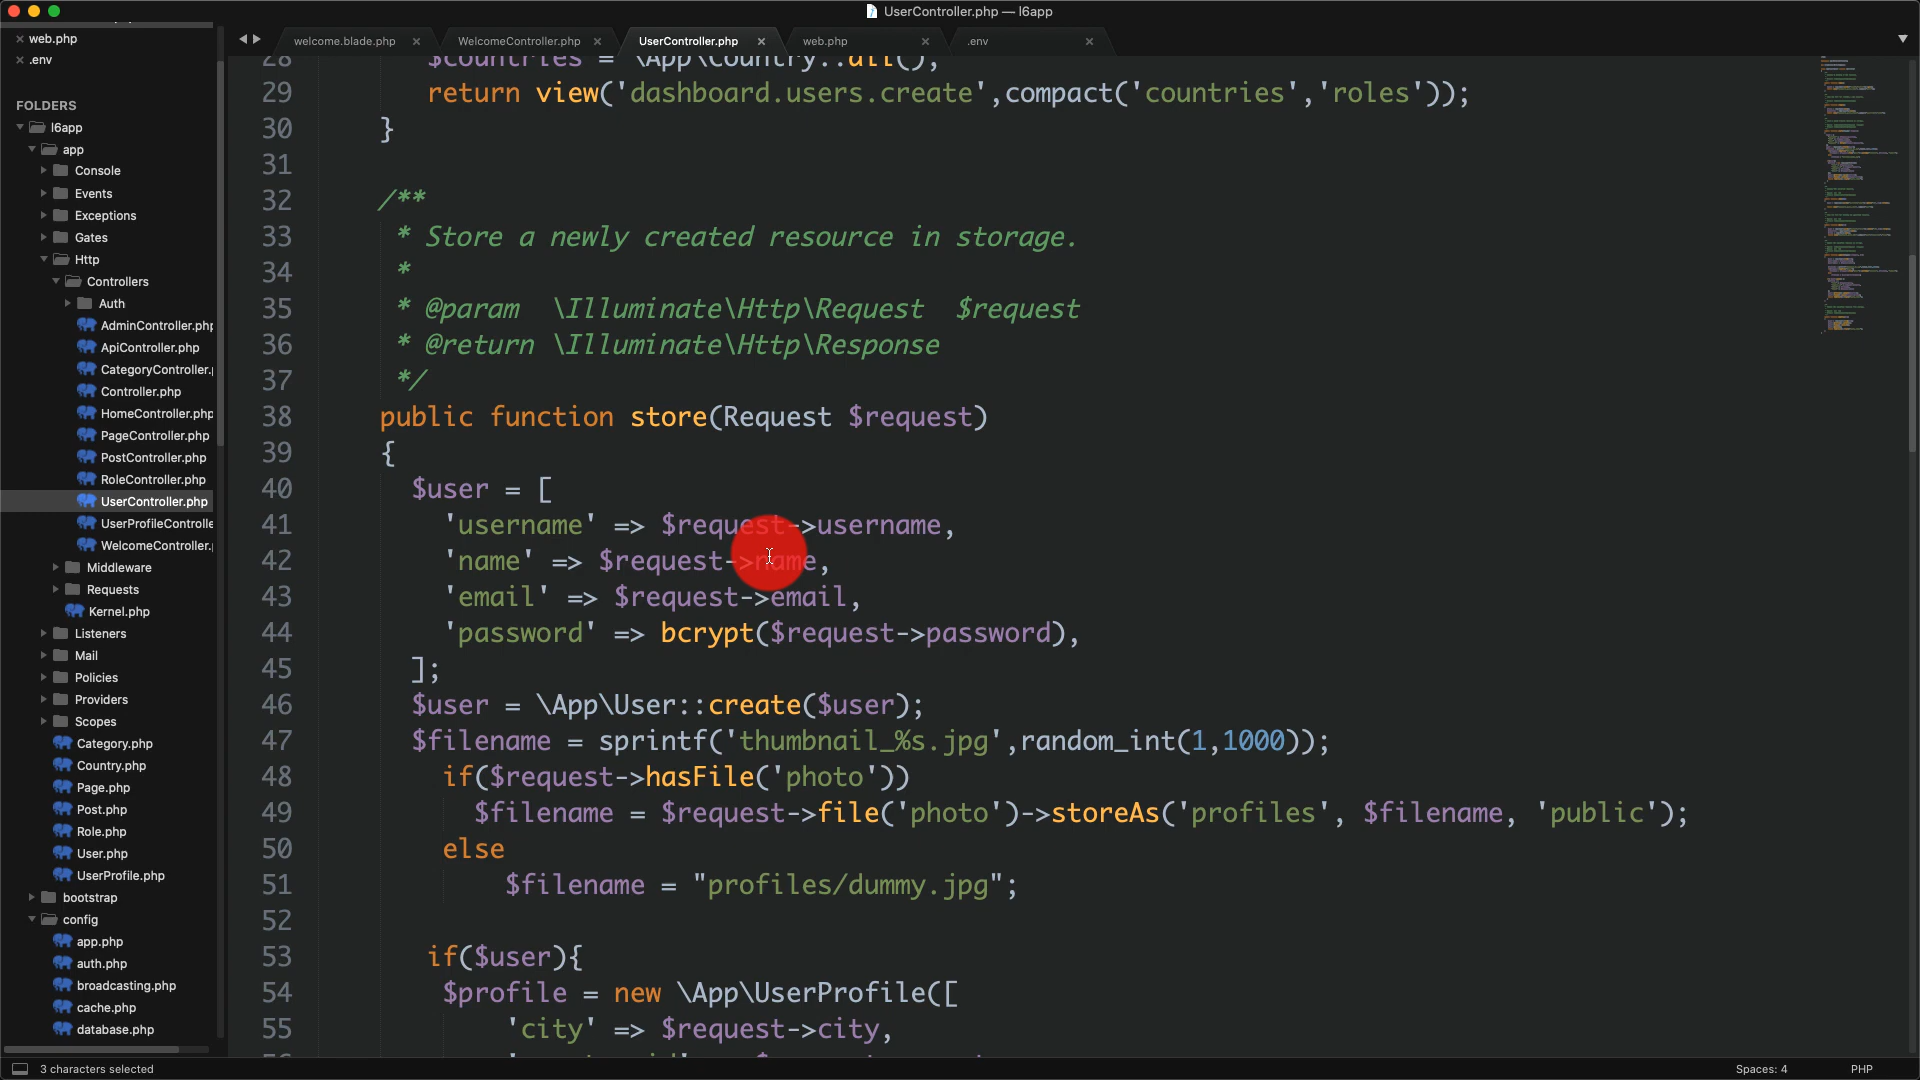 UserController.php — l6app
web.php
.env
FOLDERS
l6app
app
Console
Events
Exceptions
Gates
Http
Controllers
Auth
AdminController.php
ApiController.php
CategoryController.
Controller.php
HomeController.php
PageController.php
PostController.php
RoleController.php
UserController.php
UserProfileControlle
WelcomeController.
Middleware
Requests
Kernel.php
Listeners
Mail
Policies
Providers
Scopes
Category.php
Country.php
Page.php
Post.php
Role.php
User.php
UserProfile.php
bootstrap
config
app.php
auth.php
broadcasting.php
cache.php
database.php
welcome.blade.php
WelcomeController.php
UserController.php
web.php
.env
28 $countries = \App\Country::all();
29 return view('dashboard.users.create',compact('countries','roles'));
30 }
31
32 /**
33 * Store a newly created resource in storage.
34 *
35 * @param  \Illuminate\Http\Request  $request
36 * @return \Illuminate\Http\Response
37 */
38 public function store(Request $request)
39 {
40 $user = [
41 'username' => $request->username,
42 'name' => $request->name,
43 'email' => $request->email,
44 'password' => bcrypt($request->password),
45 ];
46 $user = \App\User::create($user);
47 $filename = sprintf('thumbnail_%s.jpg',random_int(1,1000));
48 if($request->hasFile('photo'))
49 $filename = $request->file('photo')->storeAs('profiles', $filename, 'public');
50 else
51 $filename = "profiles/dummy.jpg";
52
53 if($user){
54 $profile = new \App\UserProfile([
55 'city' => $request->city,
3 characters selected
Spaces: 4
PHP